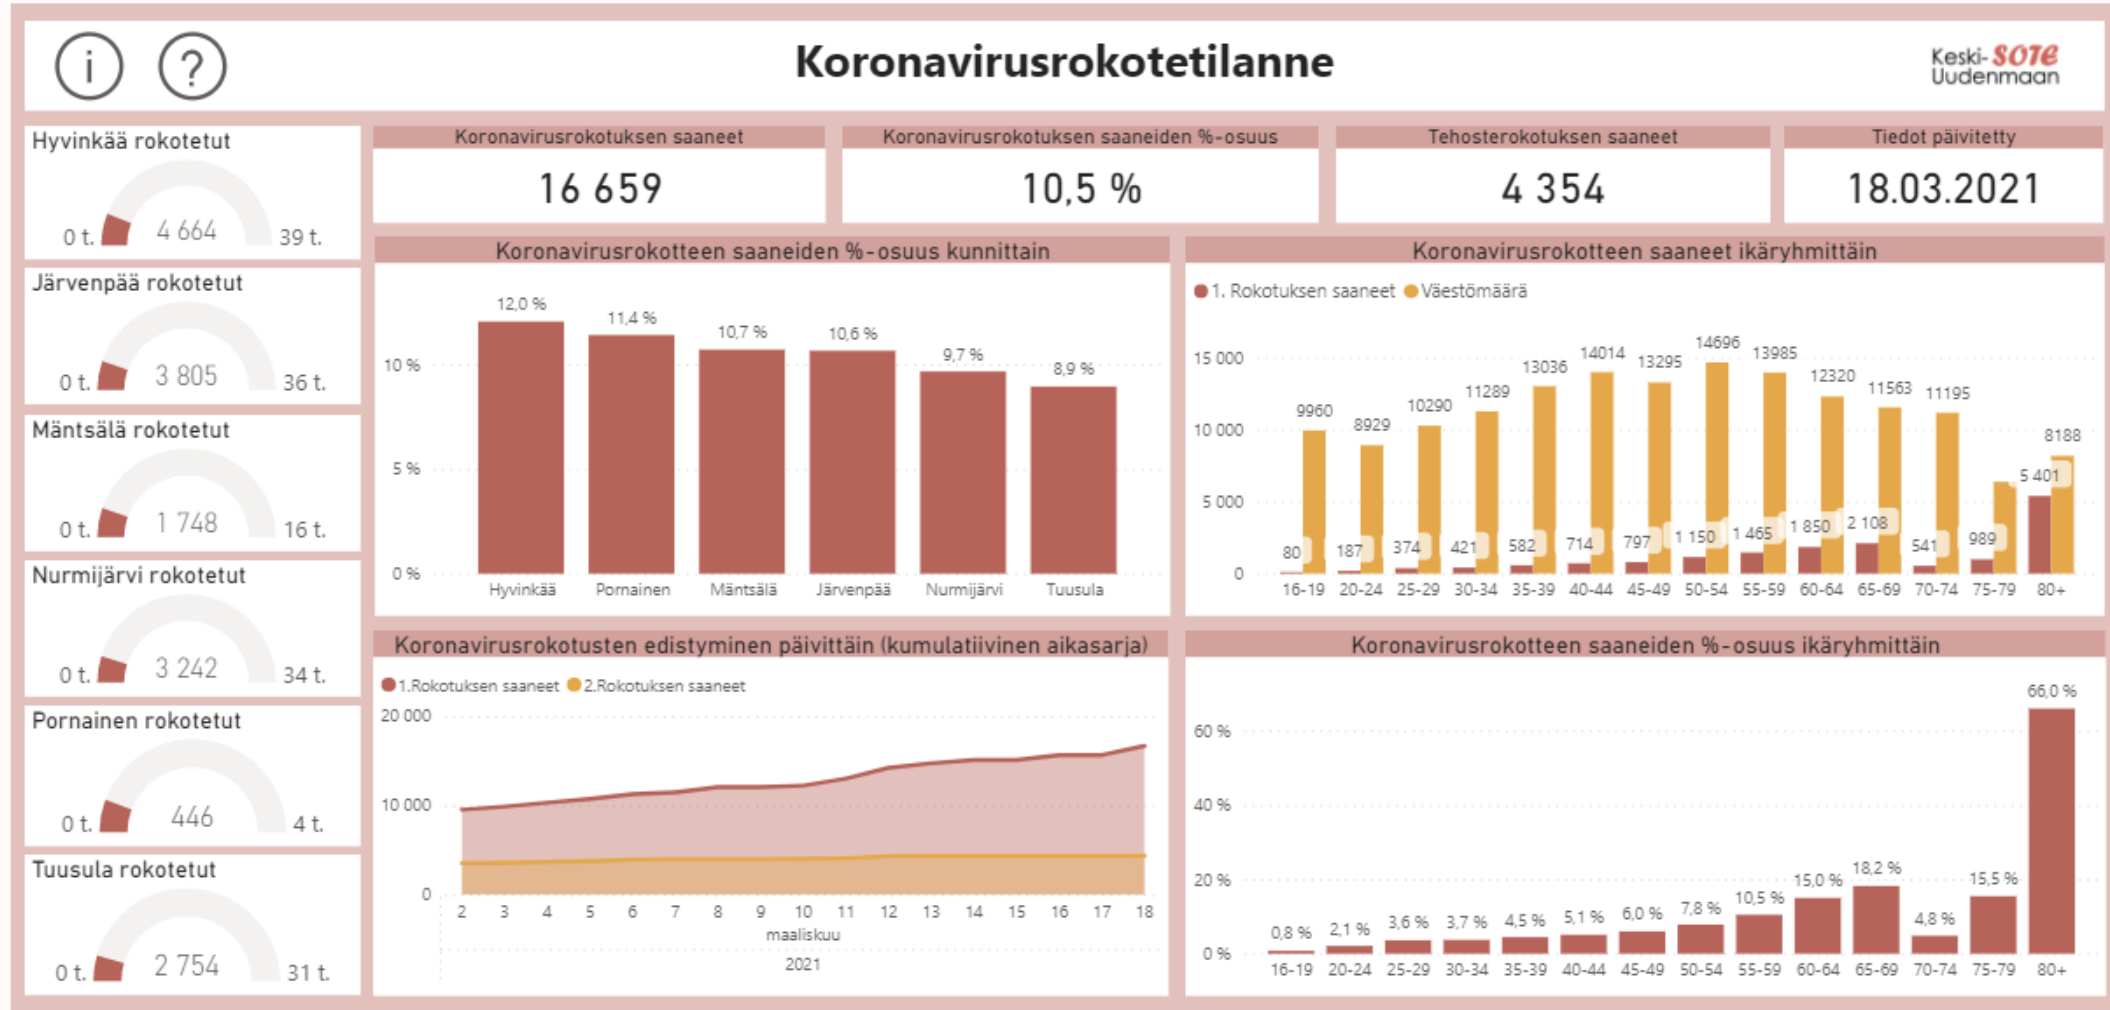 i
?
Koronavirusrokotetilanne
Keski- SOTE
Uudenmaan
Hyvinkää rokotetut
0 t.
4 664
39 t.
Järvenpää rokotetut
0 t.
3 805
36 t.
Mäntsälä rokotetut
0 t.
1 748
16 t.
Nurmijärvi rokotetut
0 t.
3 242
34 t.
Pornainen rokotetut
0 t.
446
4 t.
Tuusula rokotetut
0 t.
2 754
31 t.
Koronavirusrokotuksen saaneet
16 659
Koronavirusrokotuksen saaneiden %-osuus
10,5 %
Tehosterokotuksen saaneet
4 354
Tiedot päivitetty
18.03.2021
Koronavirusrokotteen saaneiden %-osuus kunnittain
12,0 % 11,4 % 10,7 % 10,6 % 9,7 % 8,9 %
10 %
5 %
0 %
Hyvinkää Pornainen Mäntsälä Järvenpää Nurmijärvi Tuusula
Koronavirusrokotteen saaneet ikäryhmittäin
1. Rokotuksen saaneet Väestömäärä
15 000
10 000
5 000
0
9960 8929 10290 11289 13036 14014 13295 14696 13985 12320 11563 11195 8188
80 187 374 421 582 714 797 1 150 1 465 1 850 2 108 541 989 5 401
16-19 20-24 25-29 30-34 35-39 40-44 45-49 50-54 55-59 60-64 65-69 70-74 75-79 80+
Koronavirusrokotusten edistyminen päivittäin (kumulatiivinen aikasarja)
1.Rokotuksen saaneet 2.Rokotuksen saaneet
20 000
10 000
0
2 3 4 5 6 7 8 9 10 11 12 13 14 15 16 17 18
maaliskuu
2021
Koronavirusrokotteen saaneiden %-osuus ikäryhmittäin
60 %
40 %
20 %
0 %
0,8 % 2,1 % 3,6 % 3,7 % 4,5 % 5,1 % 6,0 % 7,8 % 10,5 % 15,0 % 18,2 % 4,8 % 15,5 % 66,0 %
16-19 20-24 25-29 30-34 35-39 40-44 45-49 50-54 55-59 60-64 65-69 70-74 75-79 80+